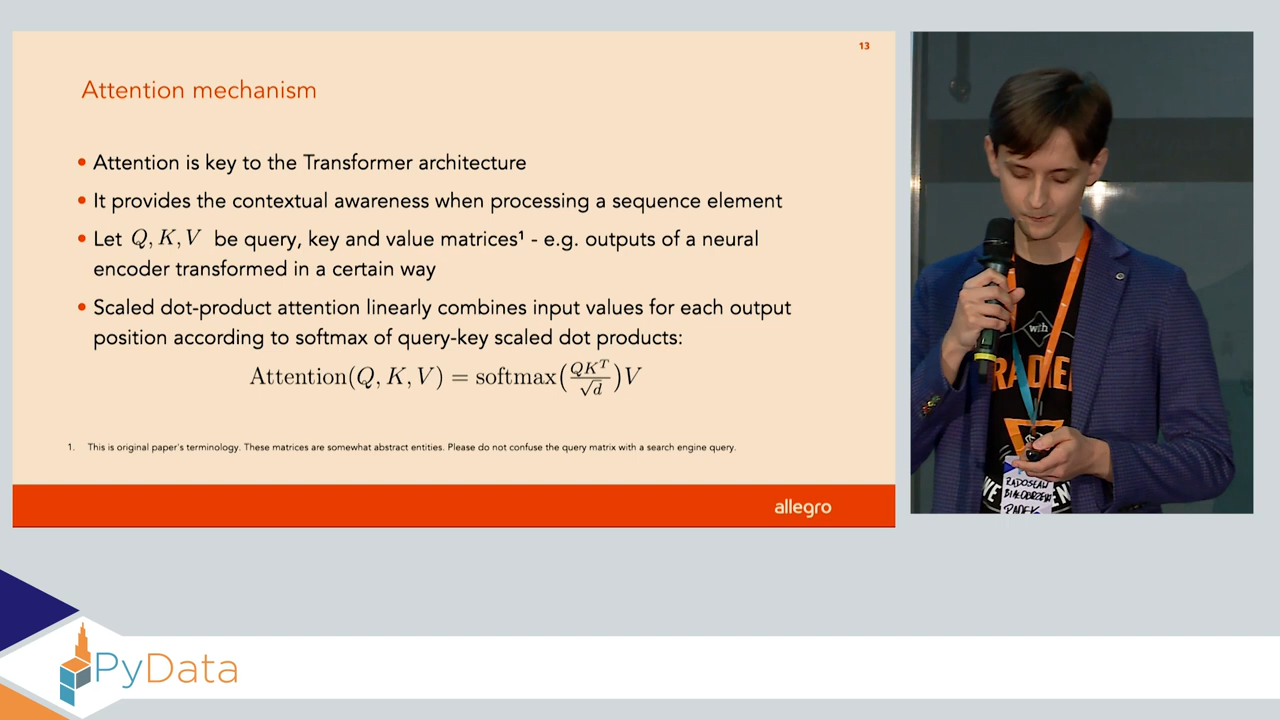 13
Attention mechanism
• Attention is key to the Transformer architecture
• It provides the contextual awareness when processing a sequence element
• Let Q, K, V be query, key and value matrices¹ - e.g. outputs of a neural
encoder transformed in a certain way
• Scaled dot-product attention linearly combines input values for each output
position according to softmax of query-key scaled dot products:
Attention(Q, K, V) = softmax(QK^T/√d)V
1. This is original paper's terminology. These matrices are somewhat abstract entities. Please do not confuse the query matrix with a search engine query.
allegro
with
RADOSŁAW
RADEK
PyData